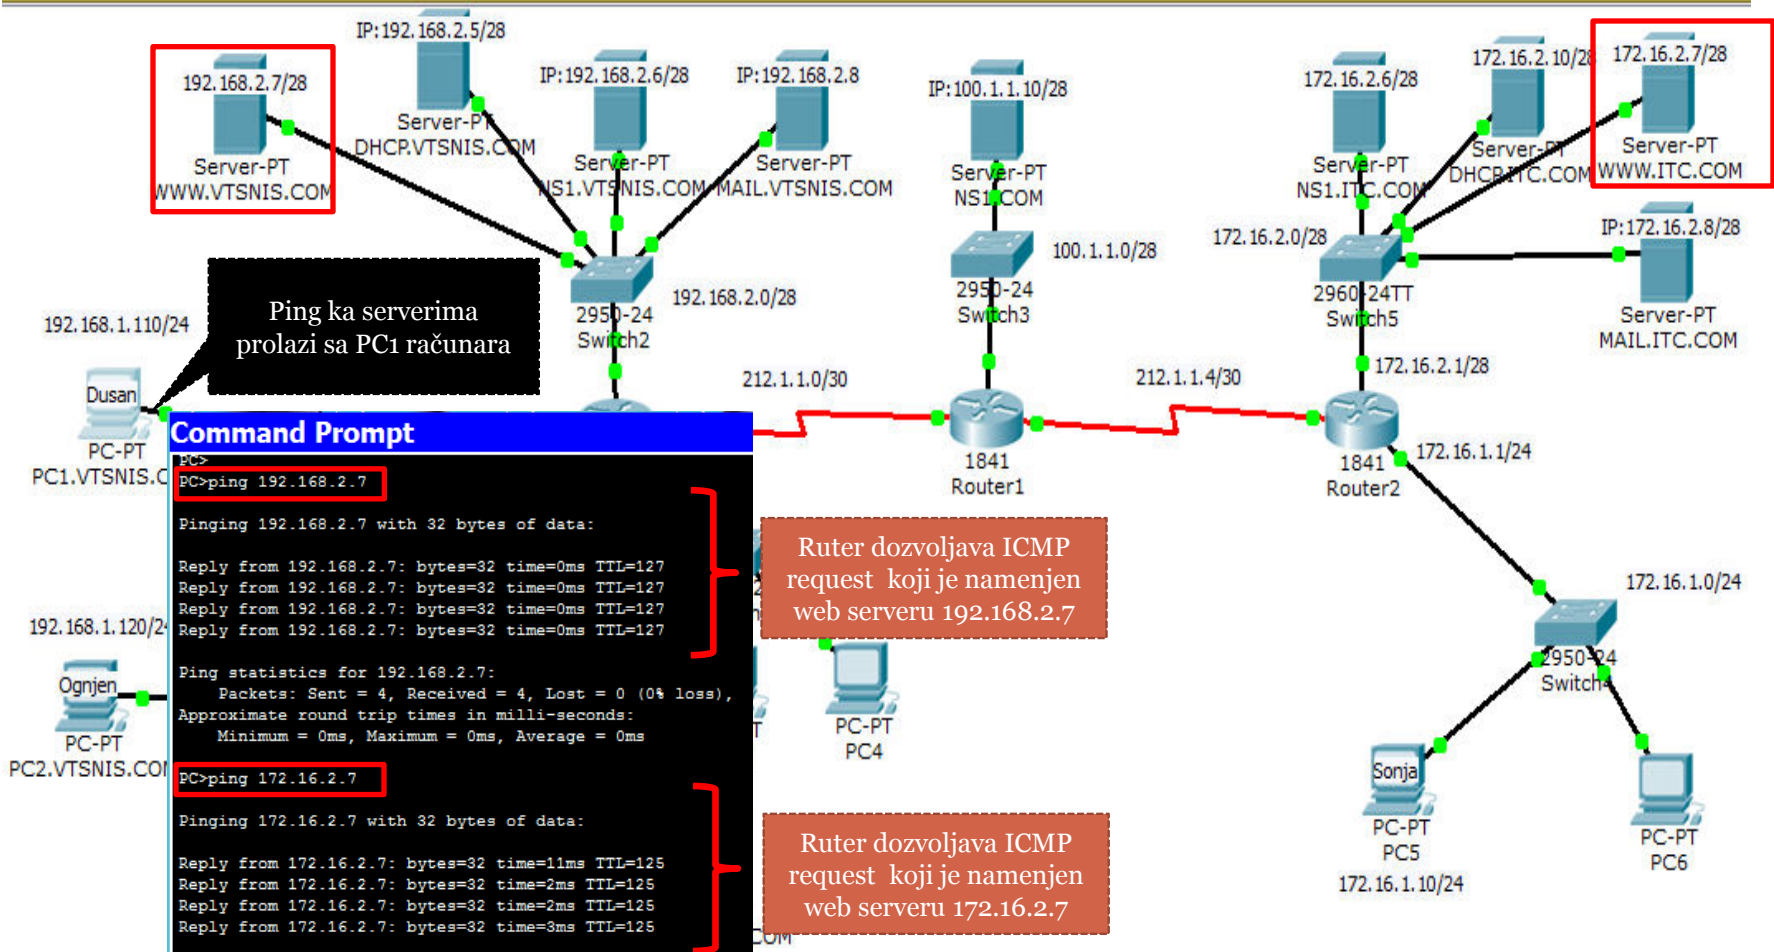 IP:192.168.2.5/28
192.168.2.7/28
IP:192.168.2.6/28
IP:192.168.2.8
IP:100.1.1.10/28
172.16.2.6/28
172.16.2.10/28
172.16.2.7/28
Server-PT
WWW.VTSNIS.COM
Server-PT
DHCP.VTSNIS.COM
Server-PT
NS1.VTSNIS.COM
Server-PT
MAIL.VTSNIS.COM
Server-PT
NS1.COM
Server-PT
NS1.ITC.COM
Server-PT
DHCP.ITC.COM
Server-PT
WWW.ITC.COM
IP:172.16.2.8/28
Server-PT
MAIL.ITC.COM
172.16.2.0/28
100.1.1.0/28
192.168.2.0/28
2950-24
Switch2
2950-24
Switch3
2960-24TT
Switch5
192.168.1.110/24
Ping ka serverima
prolazi sa PC1 računara
Dusan
PC-PT
PC1.VTSNIS.C
212.1.1.0/30
212.1.1.4/30
172.16.2.1/28
1841
Router1
1841
Router2
172.16.1.1/24
Command Prompt
PC>
PC>ping 192.168.2.7
Pinging 192.168.2.7 with 32 bytes of data:
Reply from 192.168.2.7: bytes=32 time=0ms TTL=127
Reply from 192.168.2.7: bytes=32 time=0ms TTL=127
Reply from 192.168.2.7: bytes=32 time=0ms TTL=127
Reply from 192.168.2.7: bytes=32 time=0ms TTL=127
Ping statistics for 192.168.2.7:
Packets: Sent = 4, Received = 4, Lost = 0 (0% loss),
Approximate round trip times in milli-seconds:
Minimum = 0ms, Maximum = 0ms, Average = 0ms
PC>ping 172.16.2.7
Pinging 172.16.2.7 with 32 bytes of data:
Reply from 172.16.2.7: bytes=32 time=11ms TTL=125
Reply from 172.16.2.7: bytes=32 time=2ms TTL=125
Reply from 172.16.2.7: bytes=32 time=2ms TTL=125
Reply from 172.16.2.7: bytes=32 time=3ms TTL=125
Ruter dozvoljava ICMP
request koji je namenjen
web serveru 192.168.2.7
Ruter dozvoljava ICMP
request koji je namenjen
web serveru 172.16.2.7
192.168.1.120/24
Ognjen
PC-PT
PC2.VTSNIS.COM
PC-PT
PC4
172.16.1.0/24
2950-24
Switch4
Sonja
PC-PT
PC5
172.16.1.10/24
PC-PT
PC6
COM